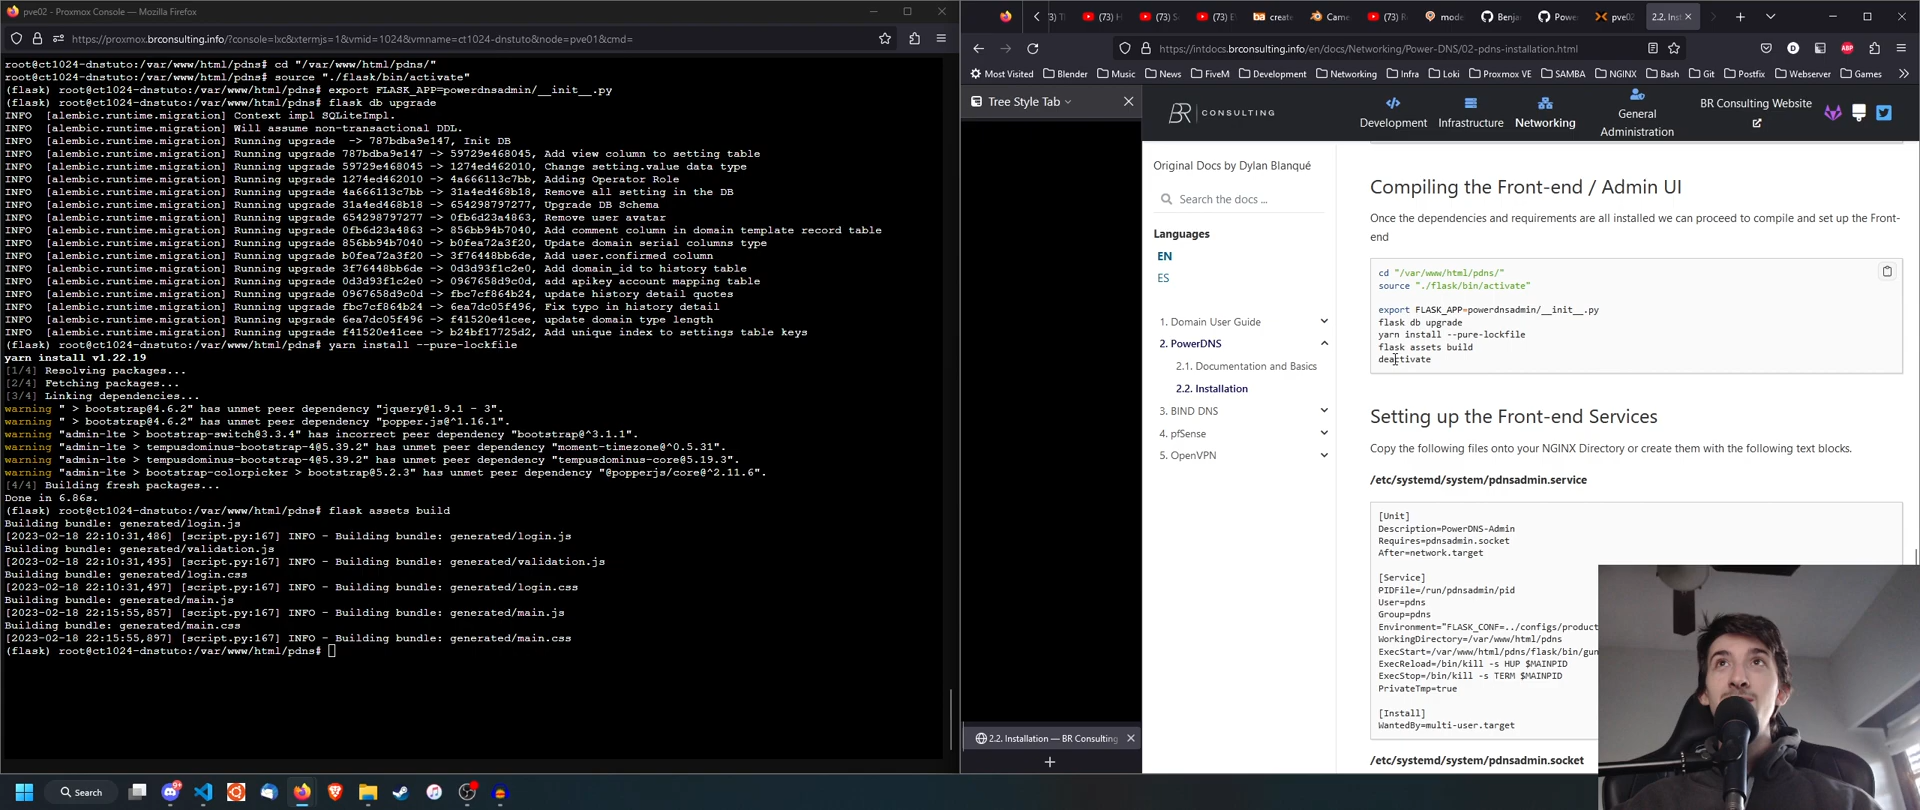 pve02 - Proxmox Console — Mozilla Firefox
https://proxmox.brconsulting.info/?console=lxc&xtermjs=1&vmid=1024&vmname=ct1024-dnstuto&node=pve01&cmd=
root@ct1024-dnstuto:/var/www/html/pdns# cd "/var/www/html/pdns/"
root@ct1024-dnstuto:/var/www/html/pdns# source "./flask/bin/activate"
(flask) root@ct1024-dnstuto:/var/www/html/pdns# export FLASK_APP=powerdnsadmin/__init__.py
(flask) root@ct1024-dnstuto:/var/www/html/pdns# flask db upgrade
INFO [alembic.runtime.migration] Context impl SQLiteImpl.
INFO [alembic.runtime.migration] Will assume non-transactional DDL.
INFO [alembic.runtime.migration] Running upgrade -> 787bdba9e147, Init DB
INFO [alembic.runtime.migration] Running upgrade 787bdba9e147 -> 59729e468045, Add view column to setting table
INFO [alembic.runtime.migration] Running upgrade 59729e468045 -> 1274ed462010, Change setting.value data type
INFO [alembic.runtime.migration] Running upgrade 1274ed462010 -> 4a666113c7bb, Adding Operator Role
INFO [alembic.runtime.migration] Running upgrade 4a666113c7bb -> 31a4ed468b18, Remove all setting in the DB
INFO [alembic.runtime.migration] Running upgrade 31a4ed468b18 -> 654298797277, Upgrade DB Schema
INFO [alembic.runtime.migration] Running upgrade 654298797277 -> 0fb6d23a4863, Remove user avatar
INFO [alembic.runtime.migration] Running upgrade 0fb6d23a4863 -> 856bb94b7040, Add comment column in domain template record table
INFO [alembic.runtime.migration] Running upgrade 856bb94b7040 -> b0fea72a3f20, Update domain serial columns type
INFO [alembic.runtime.migration] Running upgrade b0fea72a3f20 -> 3f76448bb6de, Add user.confirmed column
INFO [alembic.runtime.migration] Running upgrade 3f76448bb6de -> 0d3d93f1c2e0, Add domain_id to history table
INFO [alembic.runtime.migration] Running upgrade 0d3d93f1c2e0 -> 0967658d9c0d, add apikey account mapping table
INFO [alembic.runtime.migration] Running upgrade 0967658d9c0d -> fbc7cf864b24, update history detail quotes
INFO [alembic.runtime.migration] Running upgrade fbc7cf864b24 -> 6ea7dc05f496, Fix typo in history detail
INFO [alembic.runtime.migration] Running upgrade 6ea7dc05f496 -> f41520e41cee, update domain type length
INFO [alembic.runtime.migration] Running upgrade f41520e41cee -> b24bf17725d2, Add unique index to settings table keys
(flask) root@ct1024-dnstuto:/var/www/html/pdns# yarn install --pure-lockfile
yarn install v1.22.19
[1/4] Resolving packages...
[2/4] Fetching packages...
[3/4] Linking dependencies...
warning " > bootstrap@4.6.2" has unmet peer dependency "jquery@1.9.1 - 3".
warning " > bootstrap@4.6.2" has unmet peer dependency "popper.js@^1.16.1".
warning "admin-lte > bootstrap-switch@3.3.4" has incorrect peer dependency "bootstrap@^3.1.1".
warning "admin-lte > tempusdominus-bootstrap-4@5.39.2" has unmet peer dependency "moment-timezone@^0.5.31".
warning "admin-lte > tempusdominus-bootstrap-4@5.39.2" has unmet peer dependency "tempusdominus-core@5.19.3".
warning "admin-lte > bootstrap-colorpicker > bootstrap@5.2.3" has unmet peer dependency "@popperjs/core@^2.11.6".
[4/4] Building fresh packages...
Done in 6.86s.
(flask) root@ct1024-dnstuto:/var/www/html/pdns# flask assets build
Building bundle: generated/login.js
[2023-02-18 22:10:31,486] [script.py:167] INFO - Building bundle: generated/login.js
Building bundle: generated/validation.js
[2023-02-18 22:10:31,495] [script.py:167] INFO - Building bundle: generated/validation.js
Building bundle: generated/login.css
[2023-02-18 22:10:31,497] [script.py:167] INFO - Building bundle: generated/login.css
Building bundle: generated/main.js
[2023-02-18 22:15:55,857] [script.py:167] INFO - Building bundle: generated/main.js
Building bundle: generated/main.css
[2023-02-18 22:15:55,897] [script.py:167] INFO - Building bundle: generated/main.css
(flask) root@ct1024-dnstuto:/var/www/html/pdns#
(73) (73) (73) create Came (73) mode Benja Power pve02 2.2. Inst
https://intdocs.brconsulting.info/en/docs/Networking/Power-DNS/02-pdns-installation.html
Most Visited Blender Music News FiveM Development Networking Infra Loki Proxmox VE SAMBA NGINX Bash Git Postfix Webserver Games
Tree Style Tab
2.2. Installation — BR Consulting
BR CONSULTING
Development Infrastructure Networking
General Administration
BR Consulting Website
Original Docs by Dylan Blanqué
Search the docs ...
Languages
EN
ES
1. Domain User Guide
2. PowerDNS
2.1. Documentation and Basics
2.2. Installation
3. BIND DNS
4. pfSense
5. OpenVPN
Compiling the Front-end / Admin UI
Once the dependencies and requirements are all installed we can proceed to compile and set up the Front-
end
cd "/var/www/html/pdns/"
source "./flask/bin/activate"
export FLASK_APP=powerdnsadmin/__init__.py
flask db upgrade
yarn install --pure-lockfile
flask assets build
deactivate
Setting up the Front-end Services
Copy the following files onto your NGINX Directory or create them with the following text blocks.
/etc/systemd/system/pdnsadmin.service
[Unit]
Description=PowerDNS-Admin
Requires=pdnsadmin.socket
After=network.target
[Service]
PIDFile=/run/pdnsadmin/pid
User=pdns
Group=pdns
Environment="FLASK_CONF=../configs/product
WorkingDirectory=/var/www/html/pdns
ExecStart=/var/www/html/pdns/flask/bin/gun
ExecReload=/bin/kill -s HUP $MAINPID
ExecStop=/bin/kill -s TERM $MAINPID
PrivateTmp=true
[Install]
WantedBy=multi-user.target
/etc/systemd/system/pdnsadmin.socket
Search